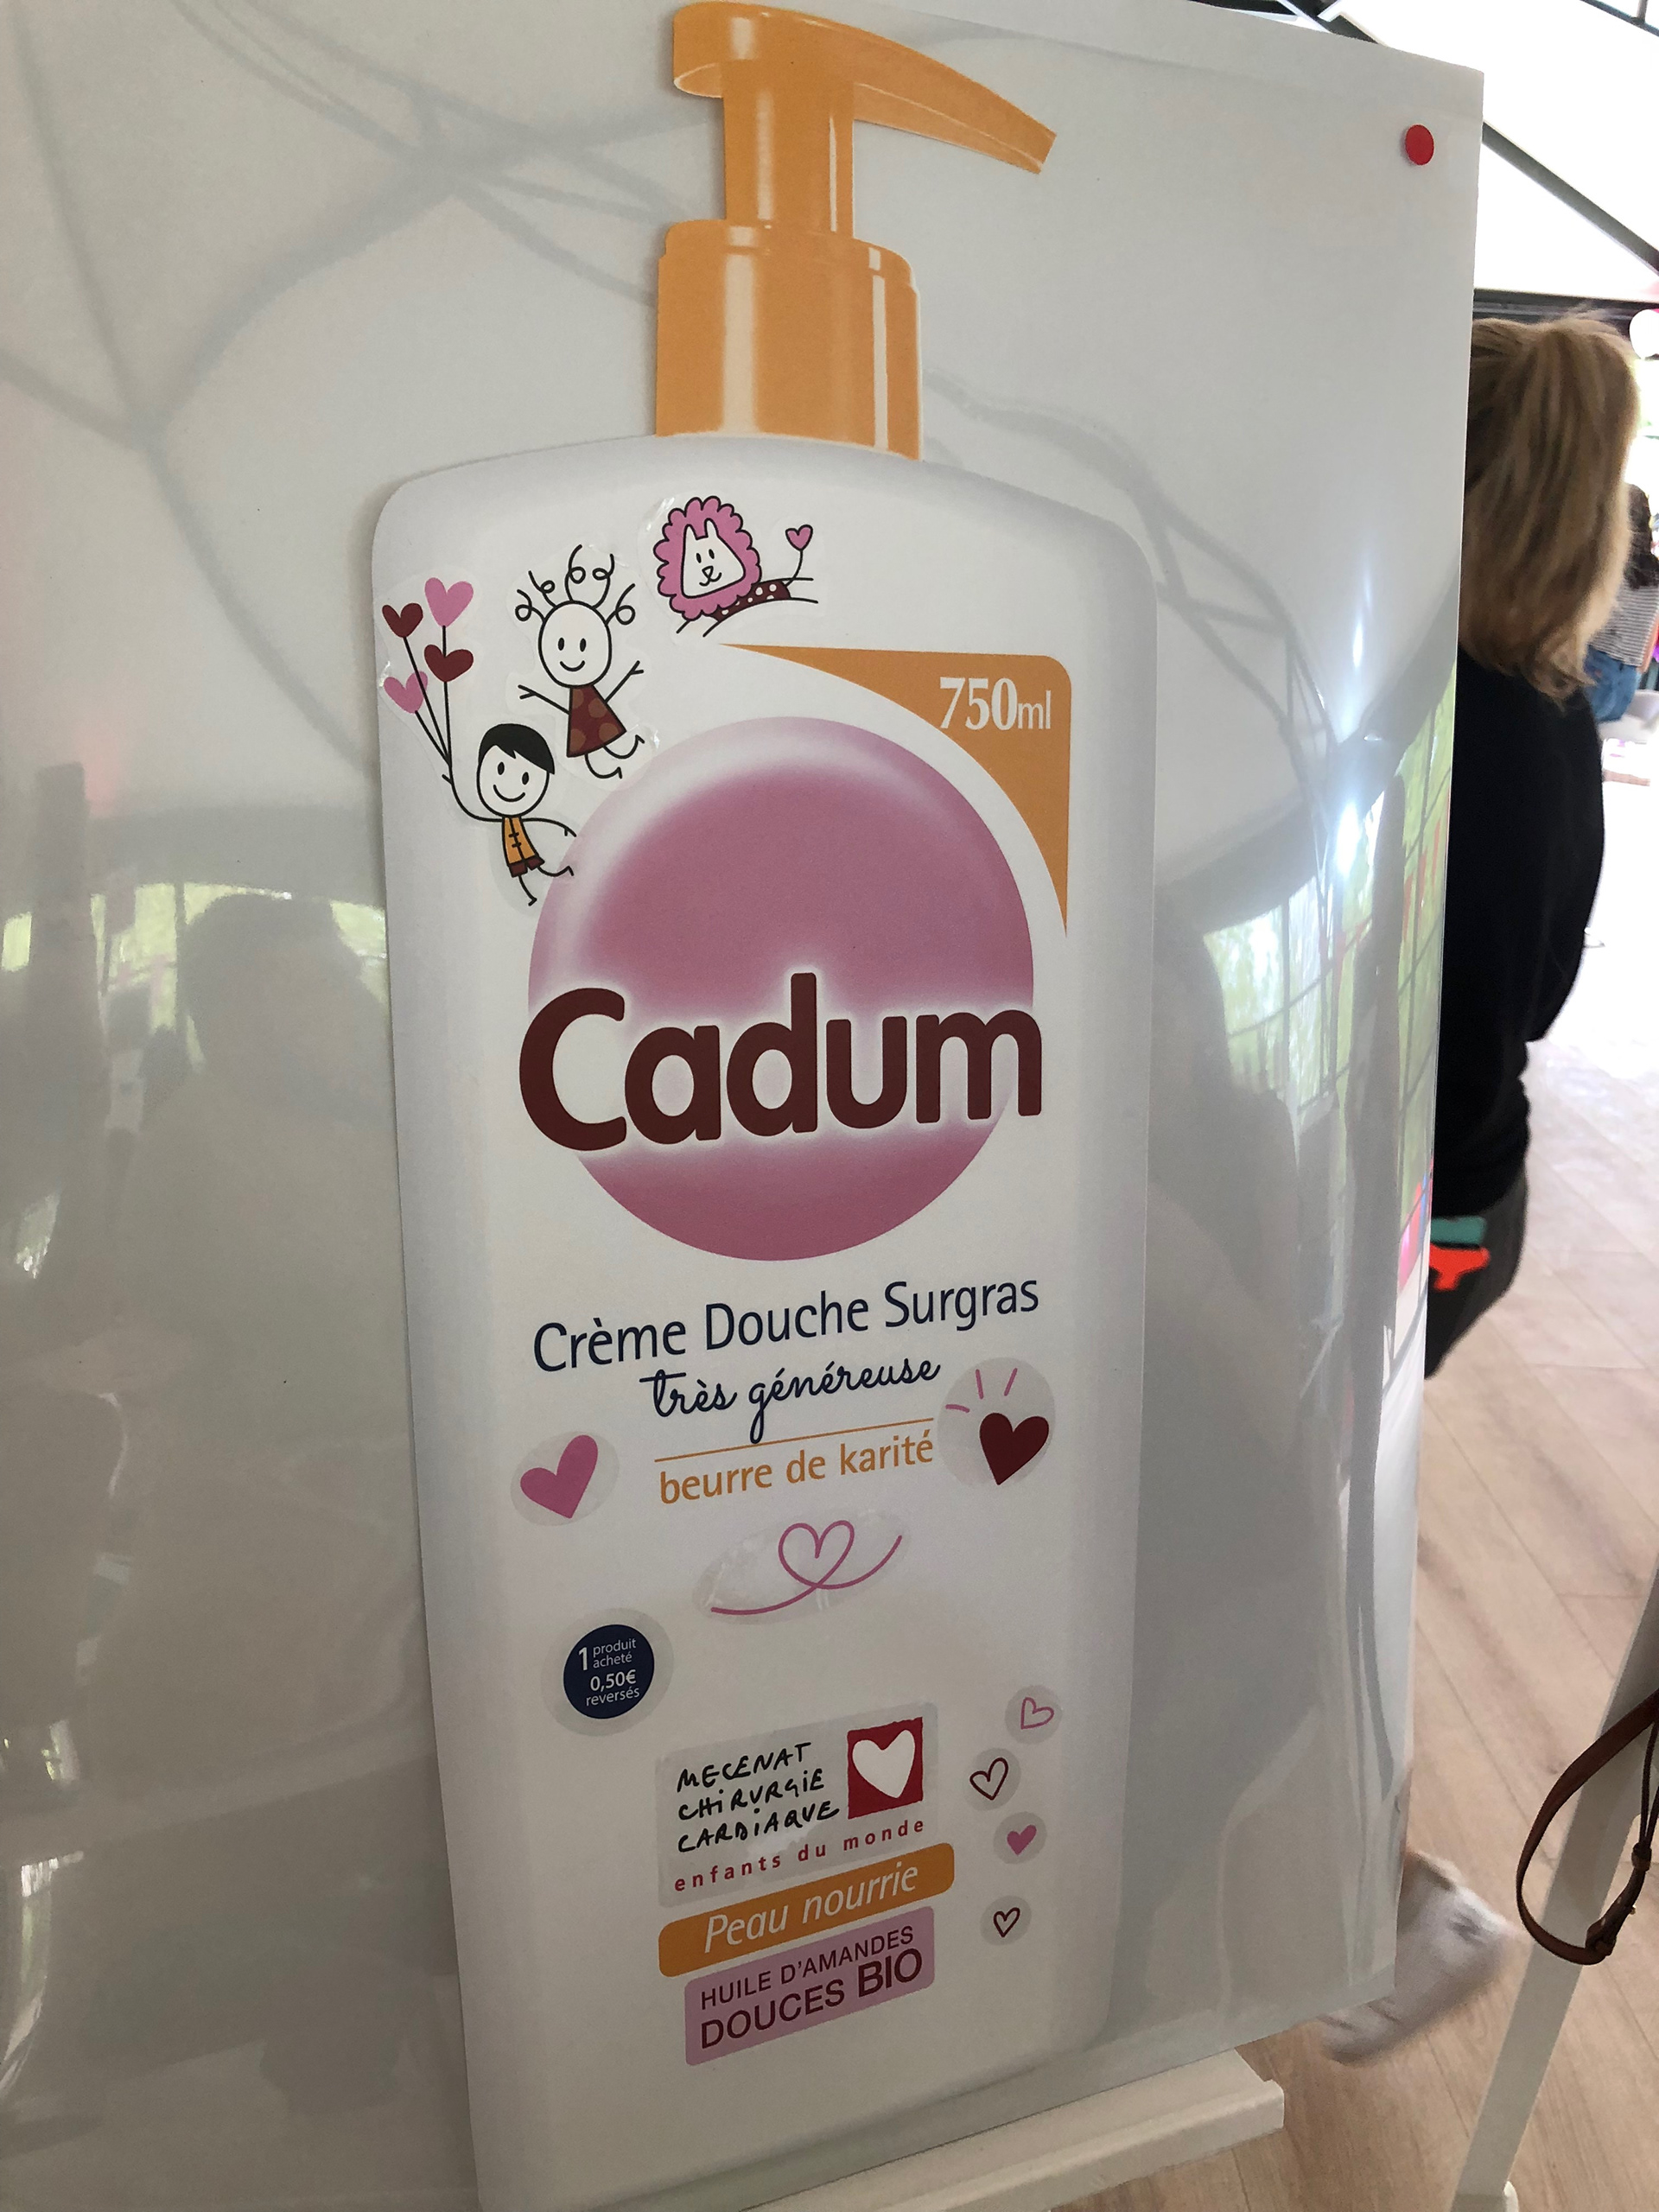 750ml
Cadum
Crème Douche Surgras
très généreuse
beurre de karité
1 produit
acheté
0,50€
reversés
MECENAT
CHiRURGiE
CARDiAQUE
enfants du monde
Peau nourrie
HUILE D'AMANDES
DOUCES BIO